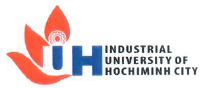 IUH
INDUSTRIAL
UNIVERSITY OF
HOCHIMINH CITY